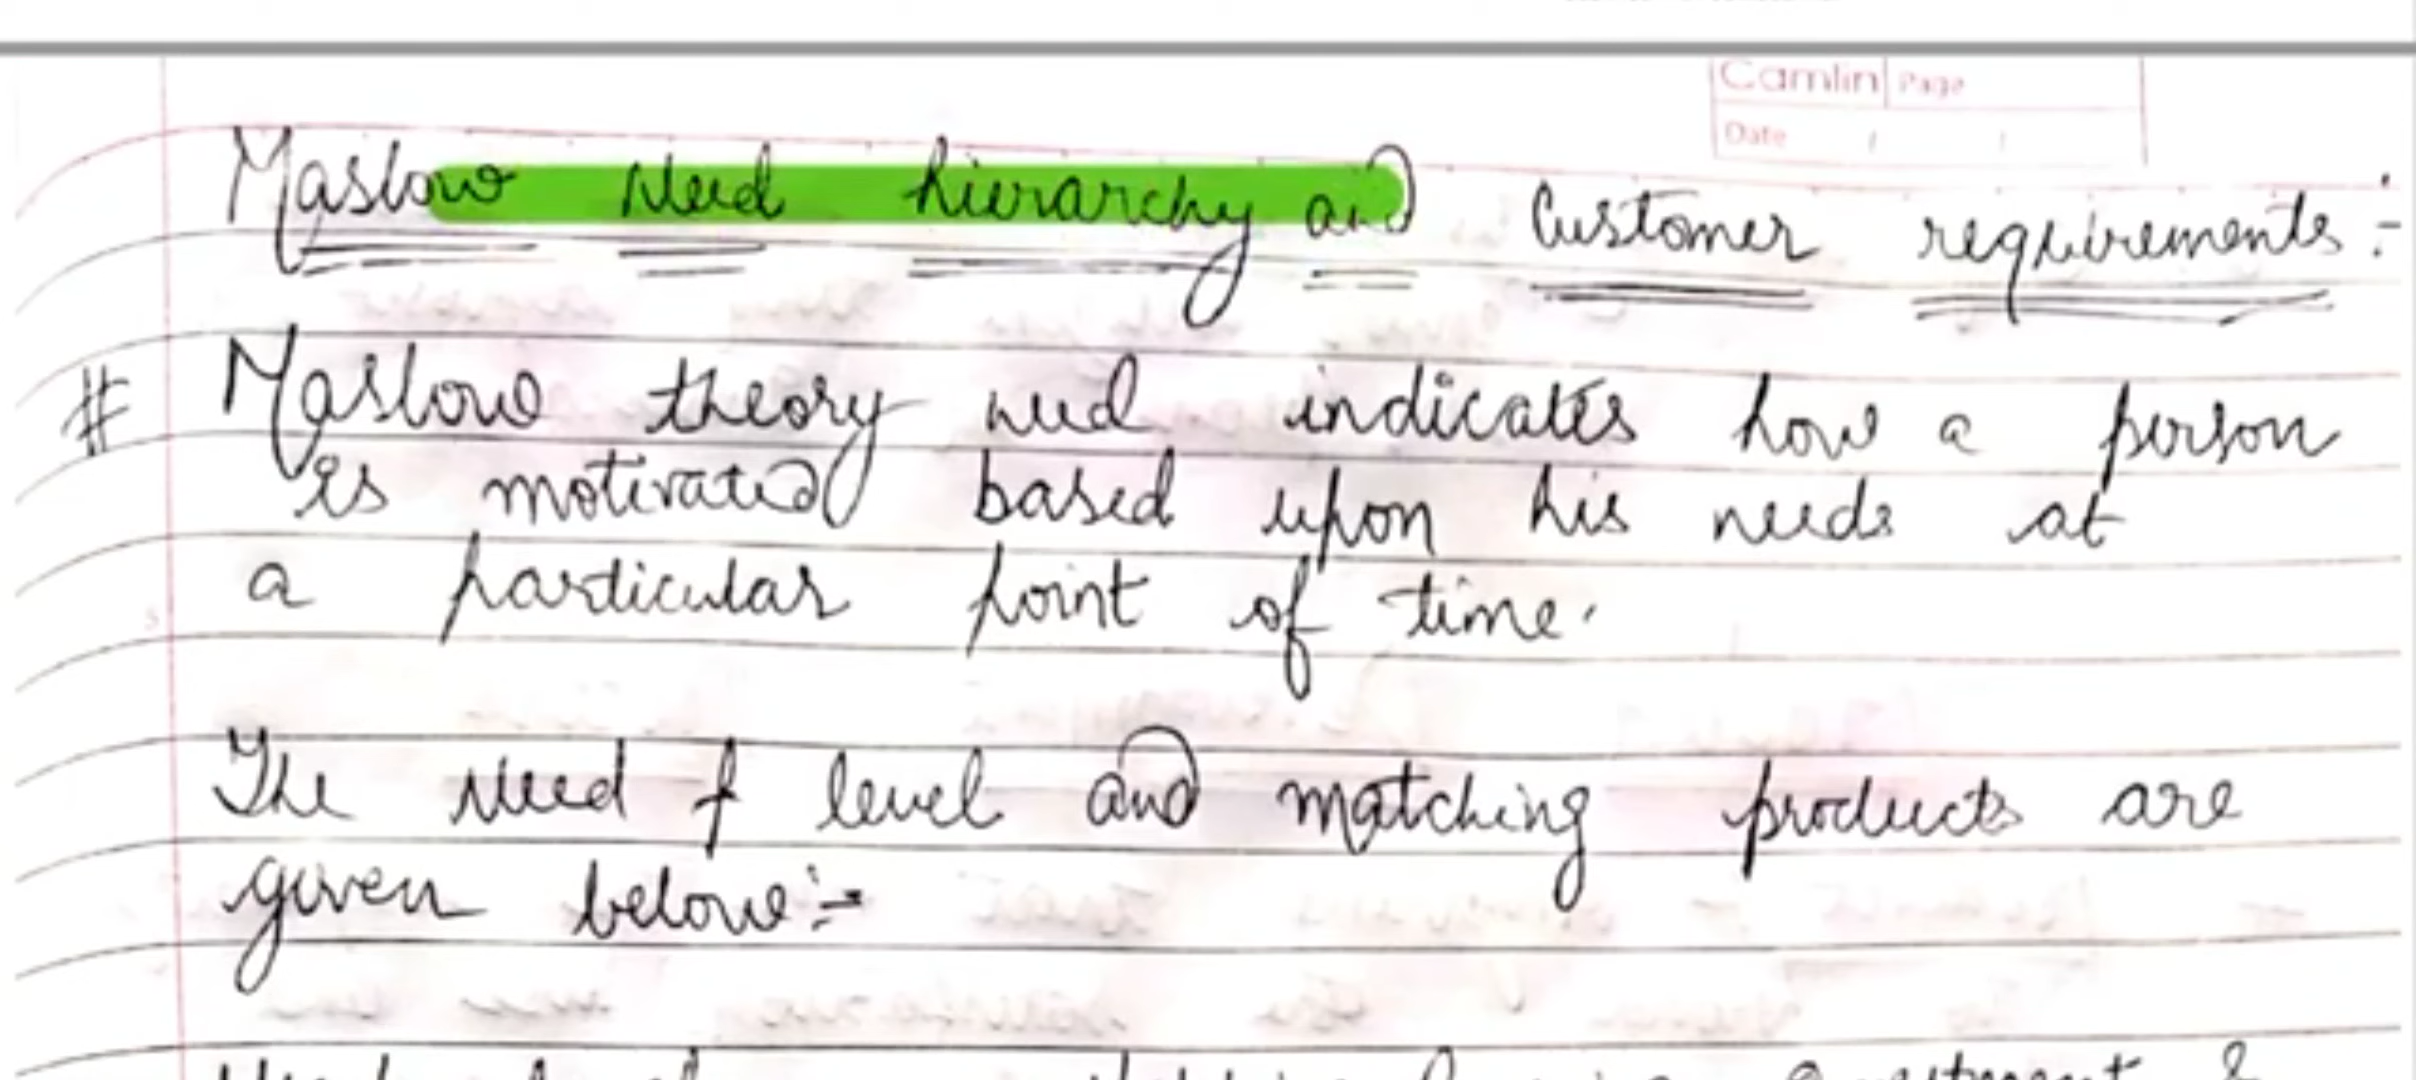 Camlin Page
Date / /
Maslow Need hierarchy and Customer requirements :-
# Maslow theory need indicates how a person
is motivated based upon his needs at
a particular point of time.
The Need f level and matching products are
given below :-